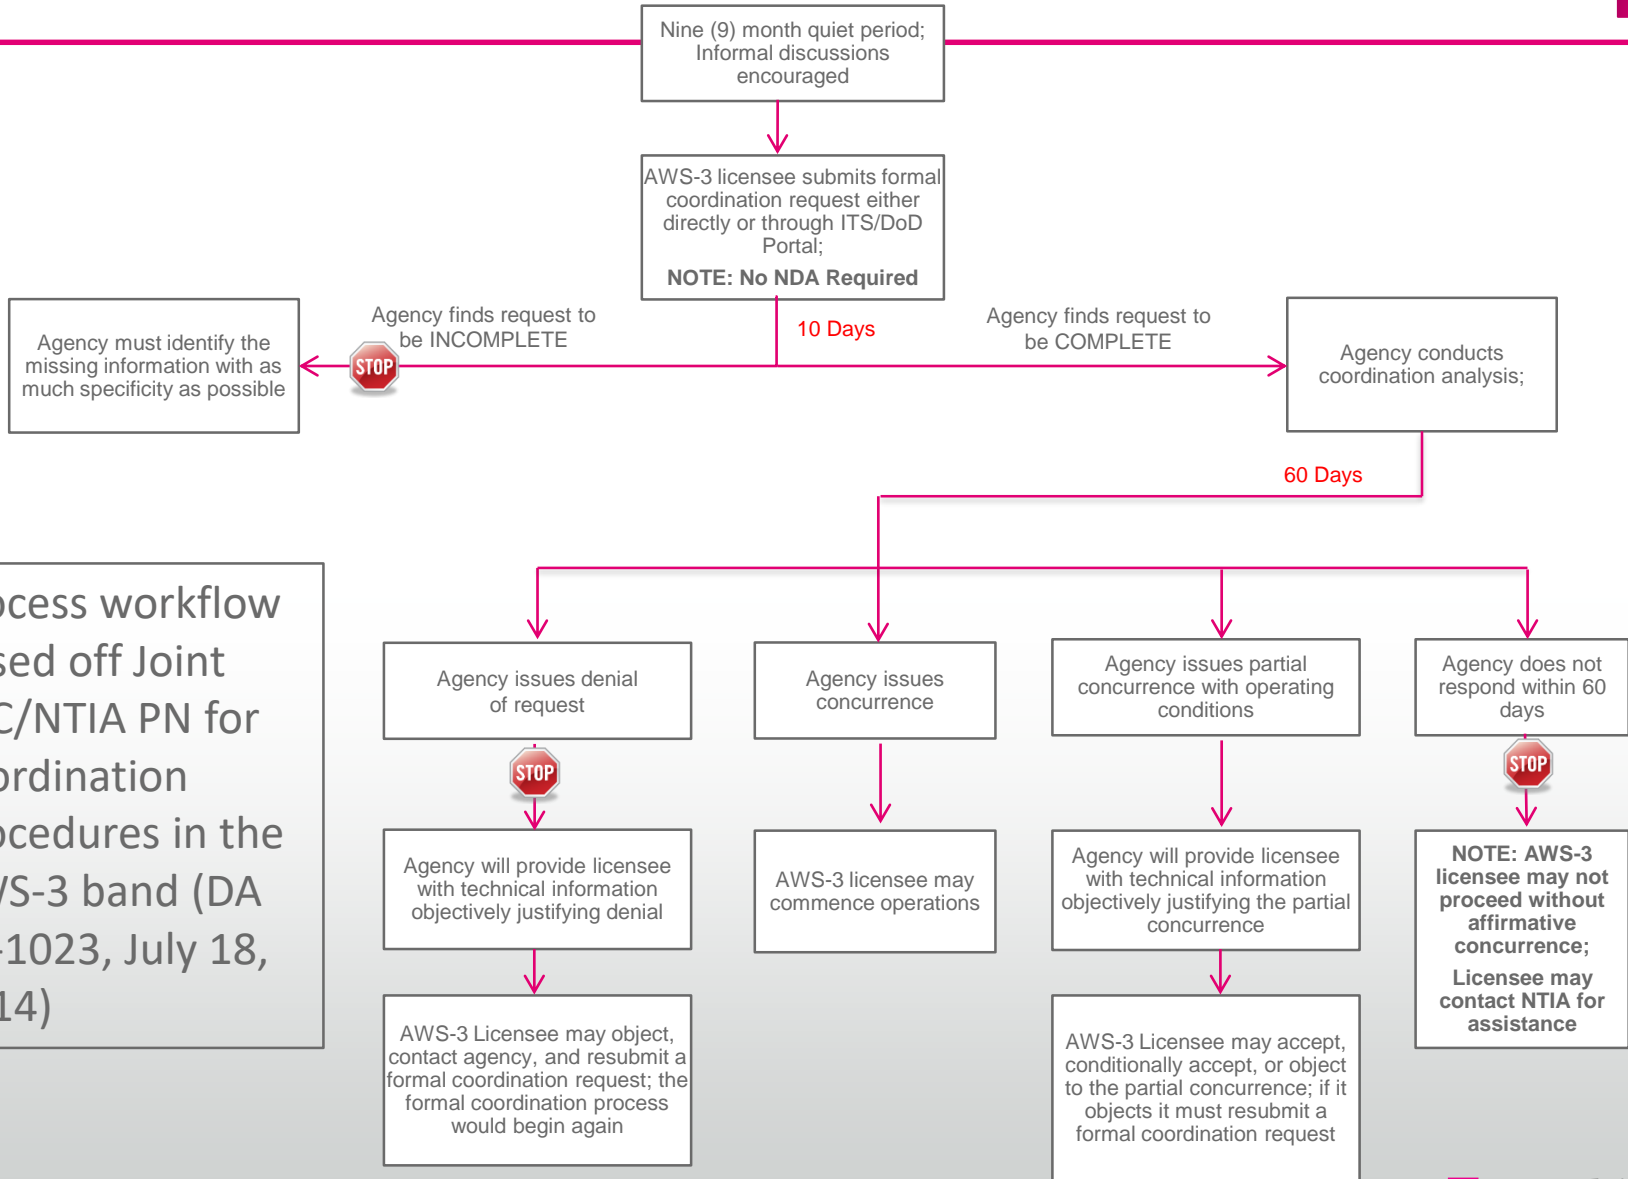 Nine (9) month quiet period;
Informal discussions
encouraged
AWS-3 licensee submits formal
coordination request either
directly or through ITS/DoD
Portal;
NOTE: No NDA Required
Agency finds request to
be INCOMPLETE
10 Days
Agency finds request to
be COMPLETE
Agency must identify the
missing information with as
much specificity as possible
STOP
Agency conducts
coordination analysis;
60 Days
ocess workflow
sed off Joint
C/NTIA PN for
ordination
ocedures in the
VS-3 band (DA
-1023, July 18,
14)
Agency issues denial
of request
Agency issues
concurrence
Agency issues partial
concurrence with operating
conditions
Agency does not
respond within 60
days
STOP
STOP
Agency will provide licensee
with technical information
objectively justifying denial
AWS-3 licensee may
commence operations
Agency will provide licensee
with technical information
objectively justifying the partial
concurrence
NOTE: AWS-3
licensee may not
proceed without
affirmative
concurrence;
Licensee may
contact NTIA for
assistance
AWS-3 Licensee may object,
contact agency, and resubmit a
formal coordination request; the
formal coordination process
would begin again
AWS-3 Licensee may accept,
conditionally accept, or object
to the partial concurrence; if it
objects it must resubmit a
formal coordination request